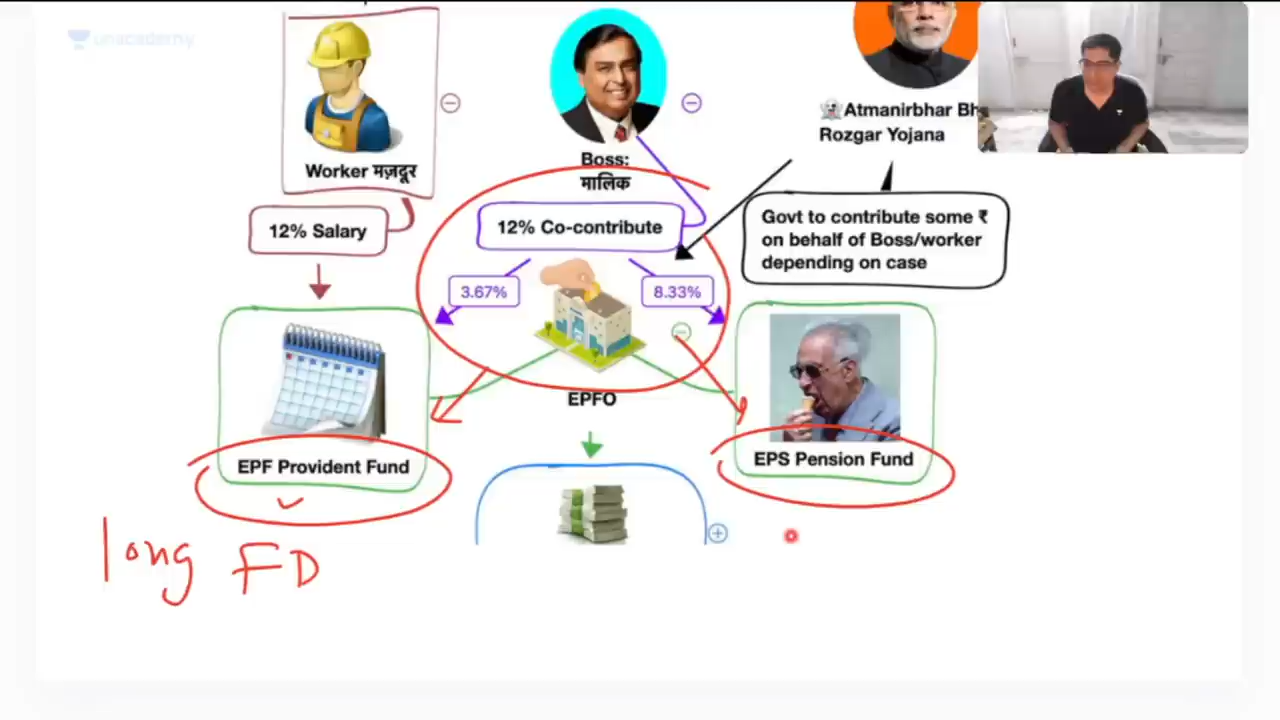 unacademy
Worker मज़दूर
Boss:
मालिक
Atmanirbhar Bh
Rozgar Yojana
12% Salary
12% Co-contribute
Govt to contribute some ₹
on behalf of Boss/worker
depending on case
3.67%
8.33%
EPFO
EPF Provident Fund
EPS Pension Fund
long FD